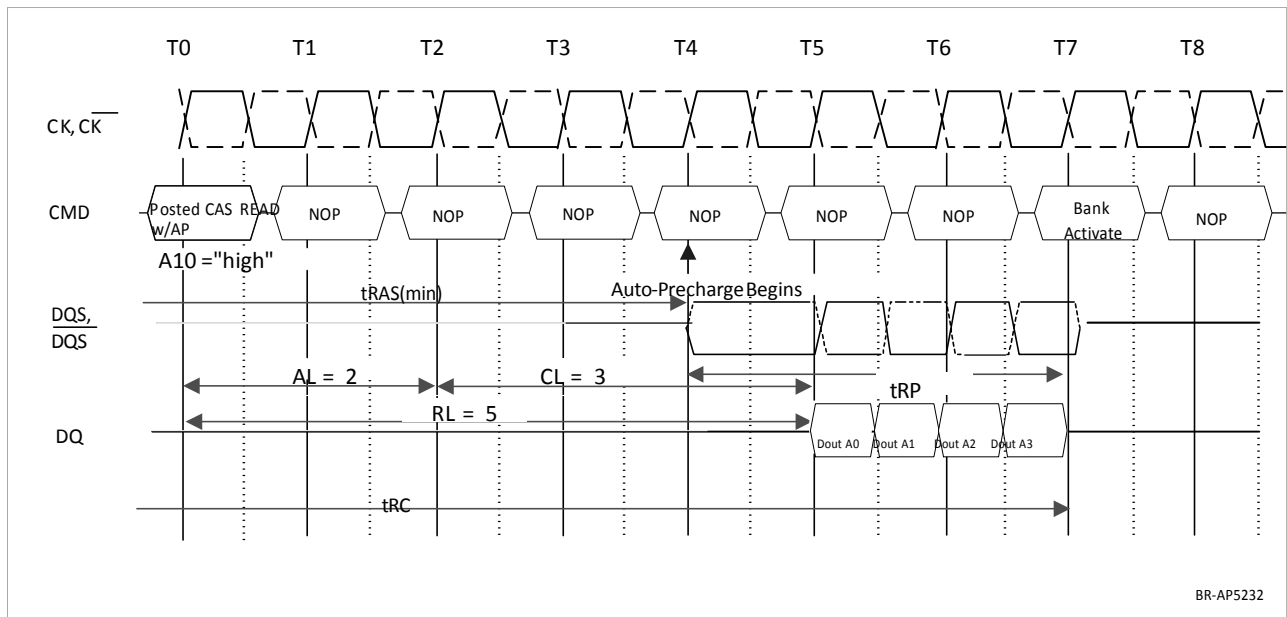 T0 T1 T2 T3 T4 T5 T6 T7 T8
CK, CK
CMD
Posted CAS READ
w/AP
NOP
NOP
NOP
NOP
NOP
NOP
Bank
Activate
NOP
A10 ="high"
tRAS(min)
Auto-Precharge Begins
DQS,
DQS
AL = 2
CL = 3
tRP
RL = 5
DQ
Dout A0
Dout A1
Dout A2
Dout A3
tRC
BR-AP5232